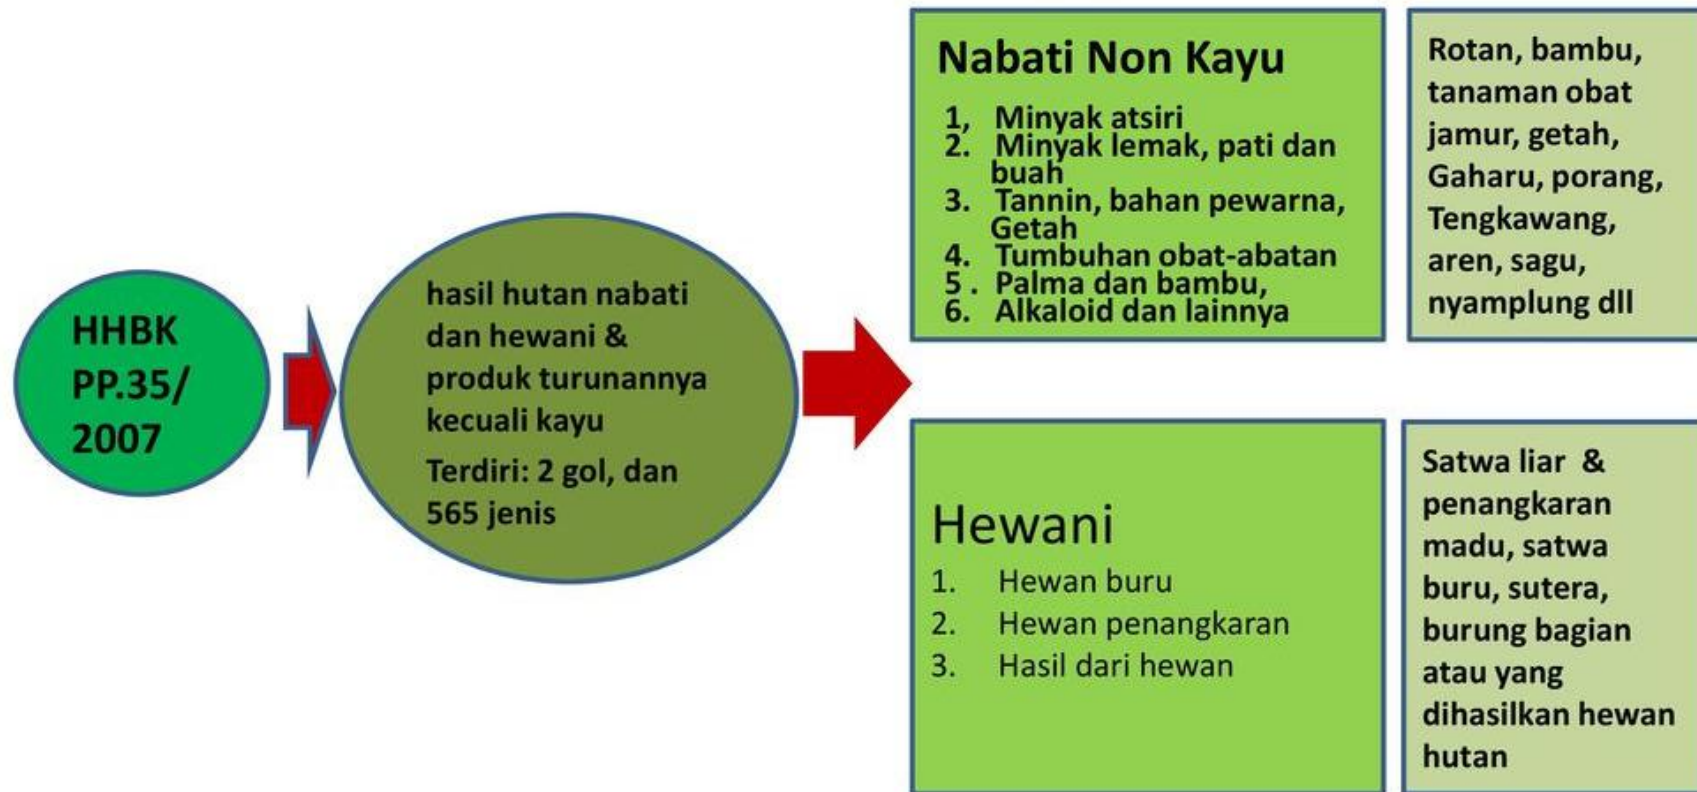 HHBK
PP.35/
2007
hasil hutan nabati
dan hewani &
produk turunannya
kecuali kayu
Terdiri: 2 gol, dan
565 jenis
Nabati Non Kayu
1, Minyak atsiri
2. Minyak lemak, pati dan
buah
3. Tannin, bahan pewarna,
Getah
4. Tumbuhan obat-abatan
5 . Palma dan bambu,
6. Alkaloid dan lainnya
Rotan, bambu,
tanaman obat
jamur, getah,
Gaharu, porang,
Tengkawang,
aren, sagu,
nyamplung dll
Hewani
1. Hewan buru
2. Hewan penangkaran
3. Hasil dari hewan
Satwa liar &
penangkaran
madu, satwa
buru, sutera,
burung bagian
atau yang
dihasilkan hewan
hutan